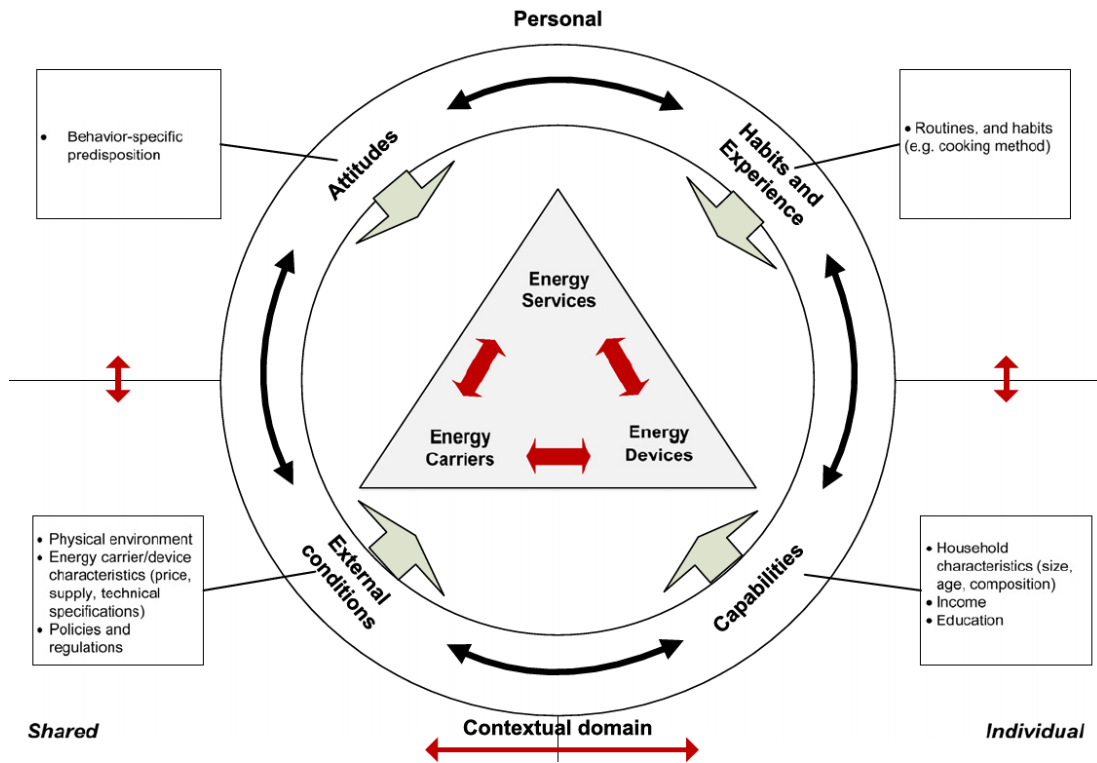 Personal
• Behavior-specific
predisposition
Attitudes
Habits and
Experience
• Routines, and habits
(e.g. cooking method)
Energy
Services
Energy
Carriers
Energy
Devices
• Physical environment
• Energy carrier/device
characteristics (price,
supply, technical
specifications)
• Policies and
regulations
External
conditions
Capabilities
• Household
characteristics (size,
age, composition)
• Income
• Education
Shared
Contextual domain
Individual